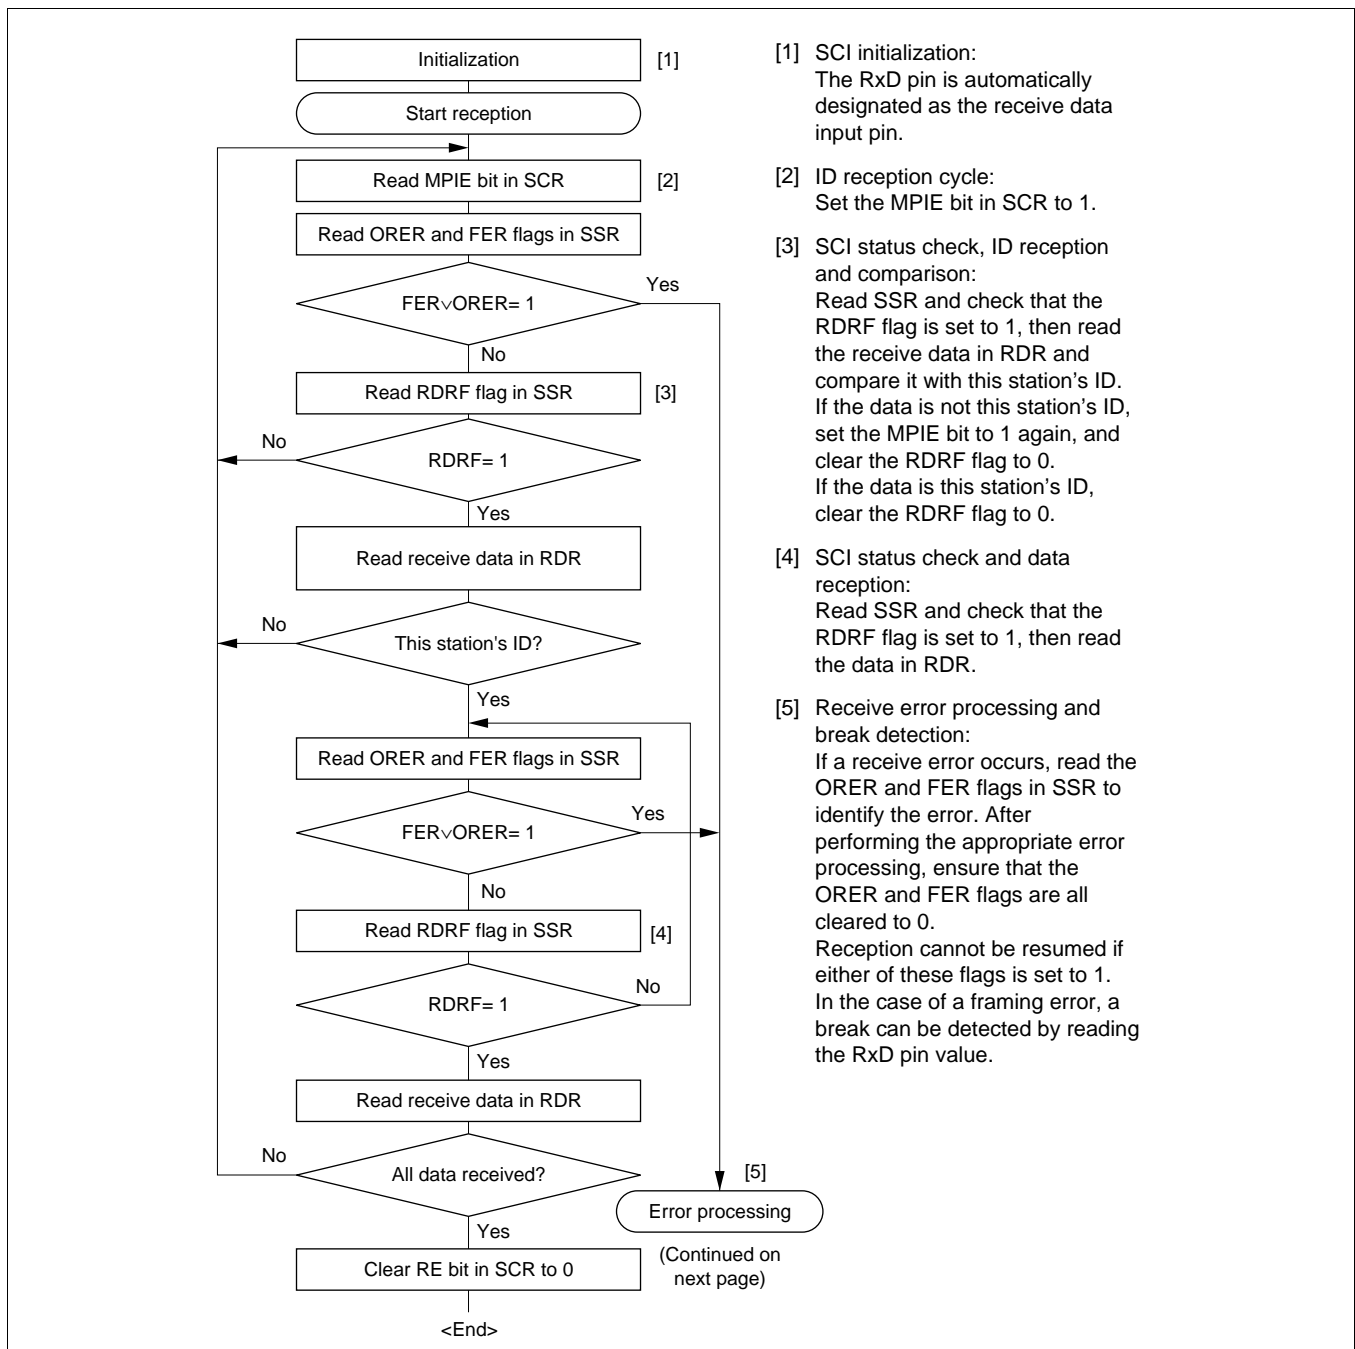 Initialization
[1]
Start reception
Read MPIE bit in SCR
[2]
Read ORER and FER flags in SSR
FER∨ORER= 1
Yes
No
Read RDRF flag in SSR
[3]
No
RDRF= 1
Yes
Read receive data in RDR
No
This station's ID?
Yes
Read ORER and FER flags in SSR
FER∨ORER= 1
Yes
No
Read RDRF flag in SSR
[4]
RDRF= 1
No
Yes
Read receive data in RDR
No
All data received?
[5]
Error processing
Yes
(Continued on
next page)
Clear RE bit in SCR to 0
<End>
[1] SCI initialization:
The RxD pin is automatically
designated as the receive data
input pin.
[2] ID reception cycle:
Set the MPIE bit in SCR to 1.
[3] SCI status check, ID reception
and comparison:
Read SSR and check that the
RDRF flag is set to 1, then read
the receive data in RDR and
compare it with this station's ID.
If the data is not this station's ID,
set the MPIE bit to 1 again, and
clear the RDRF flag to 0.
If the data is this station's ID,
clear the RDRF flag to 0.
[4] SCI status check and data
reception:
Read SSR and check that the
RDRF flag is set to 1, then read
the data in RDR.
[5] Receive error processing and
break detection:
If a receive error occurs, read the
ORER and FER flags in SSR to
identify the error. After
performing the appropriate error
processing, ensure that the
ORER and FER flags are all
cleared to 0.
Reception cannot be resumed if
either of these flags is set to 1.
In the case of a framing error, a
break can be detected by reading
the RxD pin value.